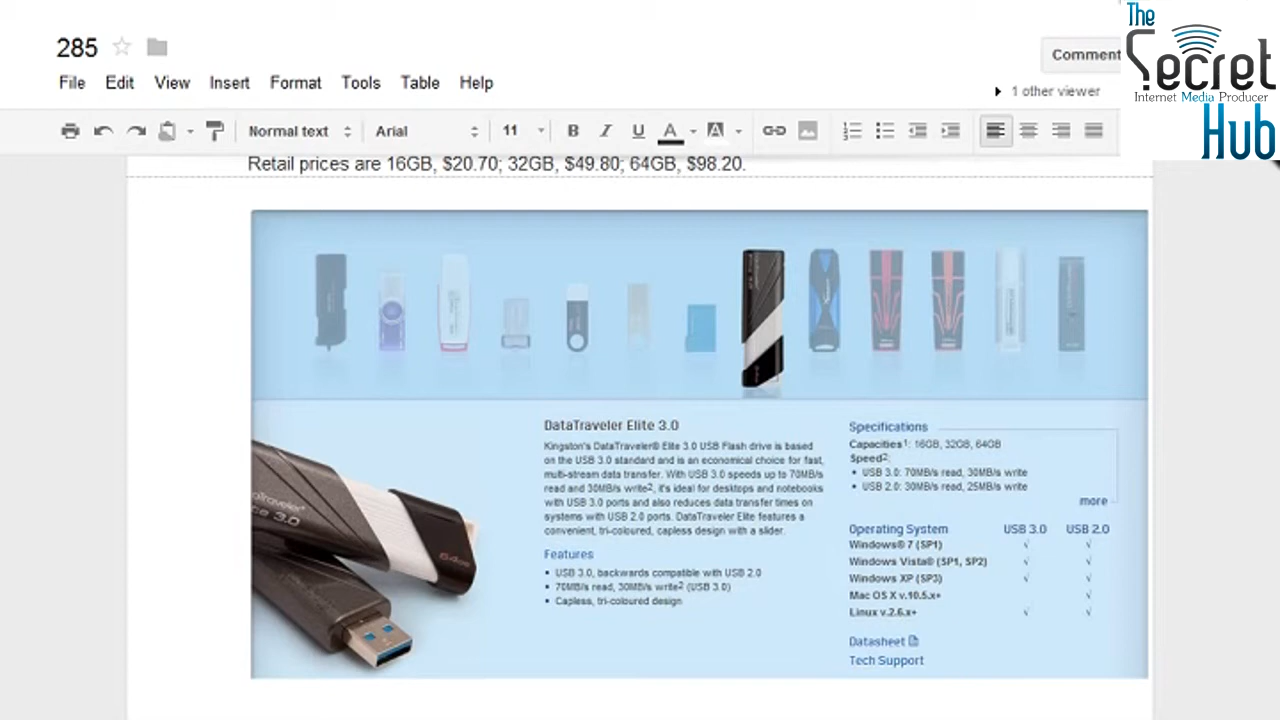 The
Secret
Internet Media Producer
Hub
285
File Edit View Insert Format Tools Table Help
Comment
1 other viewer
Normal text Arial 11 B I U A A
Retail prices are 16GB, $20.70; 32GB, $49.80; 64GB, $98.20.
DataTraveler Elite 3.0
Kingston's DataTraveler® Elite 3.0 USB Flash drive is based
on the USB 3.0 standard and is an economical choice for fast,
multi-stream data transfer. With USB 3.0 speeds up to 70MB/s
read and 30MB/s write², it's ideal for desktops and notebooks
with USB 3.0 ports and also reduces data transfer times on
systems with USB 2.0 ports. DataTraveler Elite features a
convenient, tri-coloured, capless design with a slider.
Features
• USB 3.0, backwards compatible with USB 2.0
• 70MB/s read, 30MB/s write² (USB 3.0)
• Capless, tri-coloured design
Specifications
Capacities¹: 16GB, 32GB, 64GB
Speed²:
• USB 3.0: 70MB/s read, 30MB/s write
• USB 2.0: 30MB/s read, 25MB/s write
more
Operating System USB 3.0 USB 2.0
Windows® 7 (SP1) √ √
Windows Vista® (SP1, SP2) √ √
Windows XP (SP3) √ √
Mac OS X v.10.5.x+ √
Linux v.2.6.x+ √ √
Datasheet
Tech Support
64GB